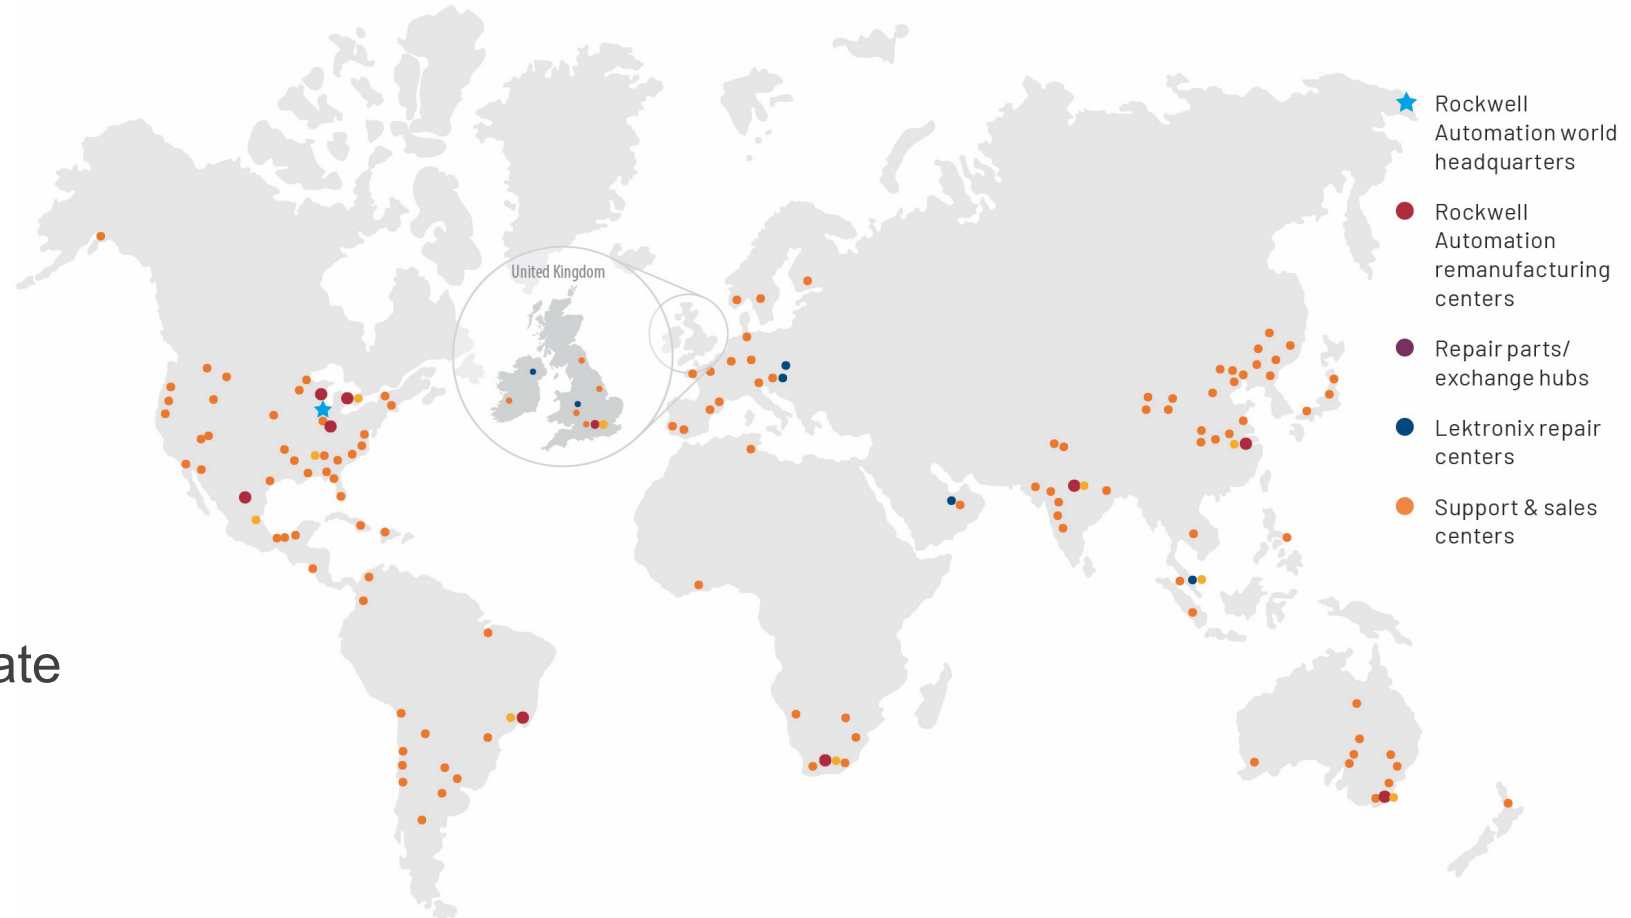 United Kingdom
Rockwell
Automation world
headquarters
Rockwell
Automation
remanufacturing
centers
Repair parts/
exchange hubs
Lektronix repair
centers
Support & sales
centers
ate